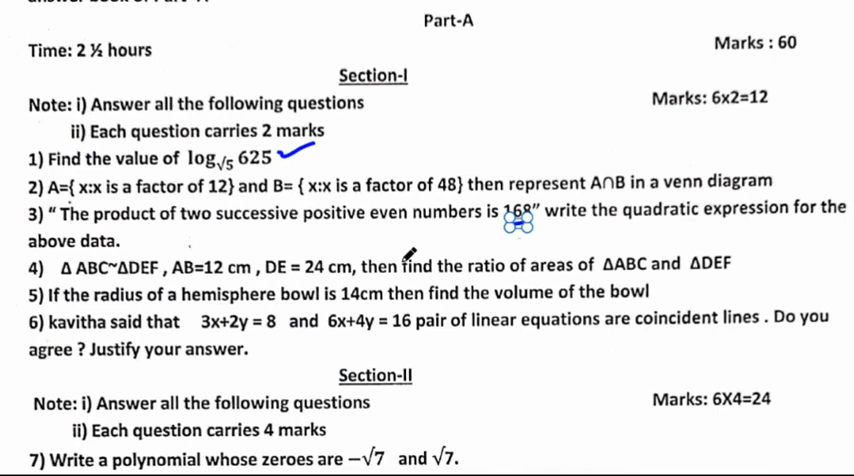 Part-A
Time: 2 ½ hours
Marks : 60
Section-I
Note: i) Answer all the following questions
Marks: 6x2=12
ii) Each question carries 2 marks
1) Find the value of log√5 625
2) A={ x:x is a factor of 12} and B= { x:x is a factor of 48} then represent A∩B in a venn diagram
3) “ The product of two successive positive even numbers is 168” write the quadratic expression for the
above data.
4) Δ ABC~ΔDEF , AB=12 cm , DE = 24 cm, then find the ratio of areas of ΔABC and ΔDEF
5) If the radius of a hemisphere bowl is 14cm then find the volume of the bowl
6) kavitha said that 3x+2y = 8 and 6x+4y = 16 pair of linear equations are coincident lines . Do you
agree ? Justify your answer.
Section-II
Note: i) Answer all the following questions
Marks: 6X4=24
ii) Each question carries 4 marks
7) Write a polynomial whose zeroes are −√7 and √7.